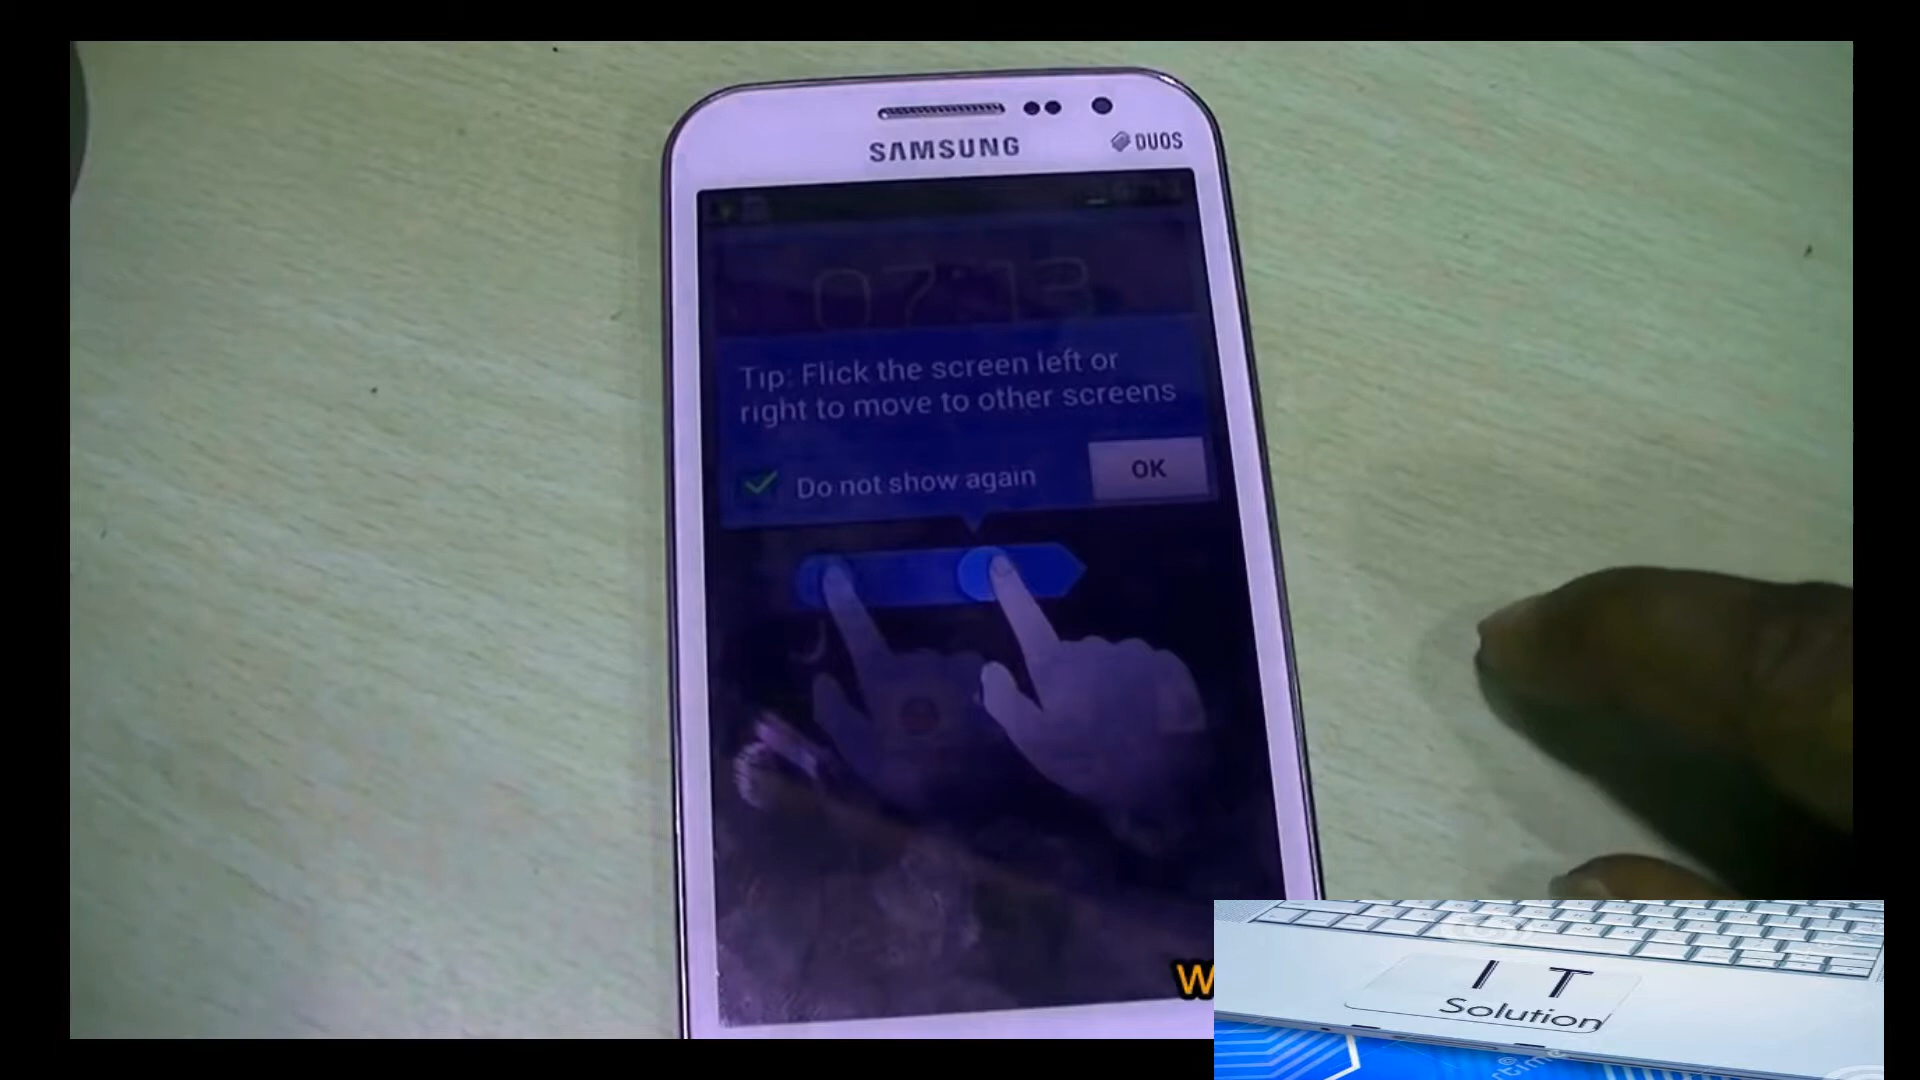 SAMSUNG
DUOS
07:13
Tip: Flick the screen left or
right to move to other screens
Do not show again
OK
W
I T
Solution